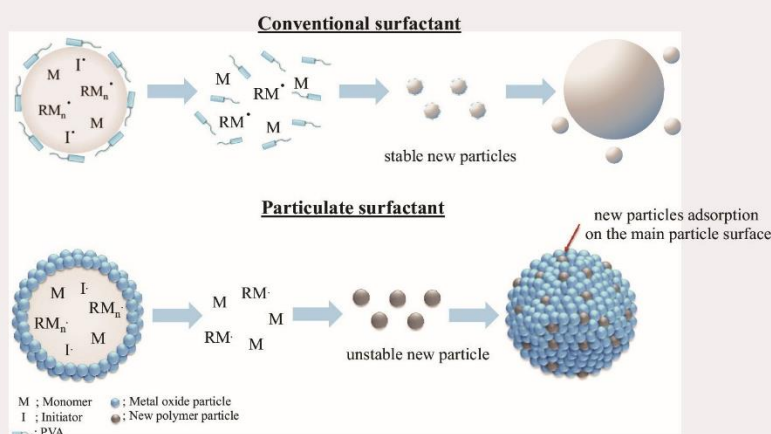 Conventional surfactant
M I•
RMn•
RMn•
I• M
M M
RM•
RM• M
stable new particles
Particulate surfactant
new particles adsorption
on the main particle surface
M I·
RMn·
RMn· M
I·
RM·
M
M
RM· M
unstable new particle
M ; Monomer ; Metal oxide particle
I ; Initiator ; New polymer particle
; PVA